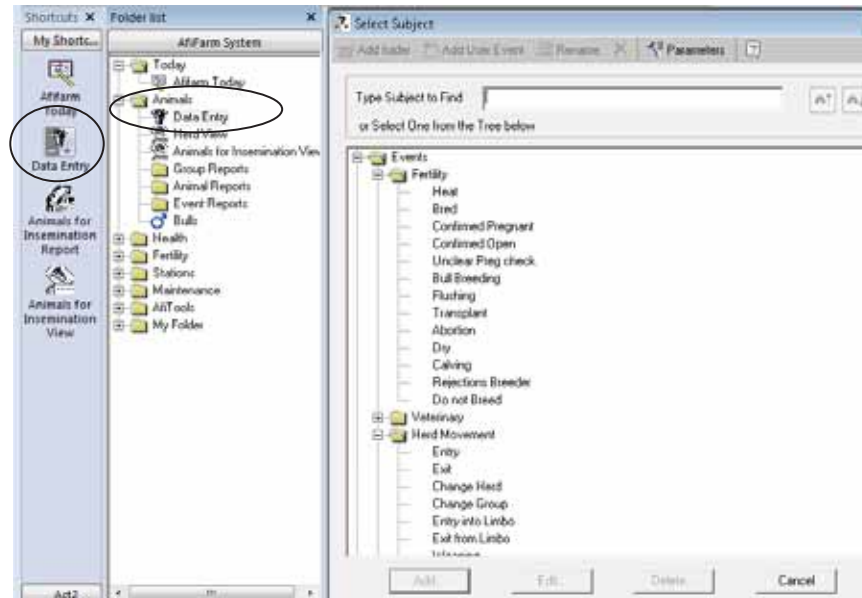 Shortcuts
My Shortc...
Afifarm
Today
Data Entry
Animals for
Insemination
Report
Animals for
Insemination
View
Act2
Folder list
AfiFarm System
Today
Afifarm Today
Animals
Data Entry
Herd View
Animals for Insemination View
Group Reports
Animal Reports
Event Reports
Bulls
Health
Fertility
Stations
Maintenance
AfiTools
My Folder
Select Subject
Add folder Add User Event Rename Parameters
Type Subject to Find
or Select One from the Tree below
Events
Fertility
Heat
Bred
Confirmed Pregnant
Confirmed Open
Unclear Preg check
Bull Breeding
Flushing
Transplant
Abortion
Dry
Calving
Rejections Breeder
Do not Breed
Veterinary
Herd Movement
Entry
Exit
Change Herd
Change Group
Entry into Limbo
Exit from Limbo
Add... Edit... Delete Cancel